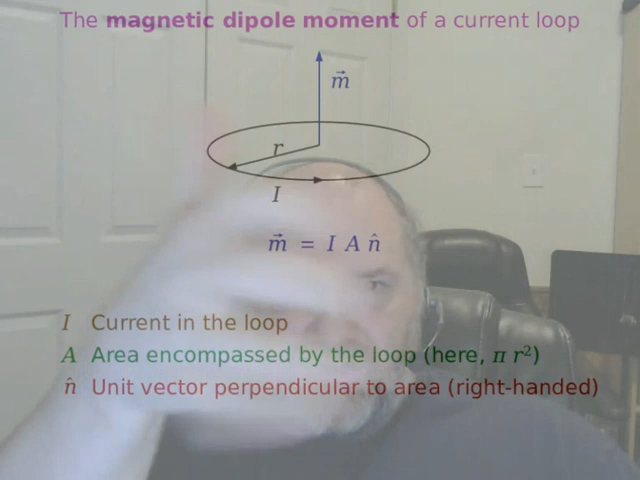 The magnetic dipole moment of a current loop
m⃗
r
I
m⃗ = I A n̂
I Current in the loop
A Area encompassed by the loop (here, π r²)
n̂ Unit vector perpendicular to area (right-handed)